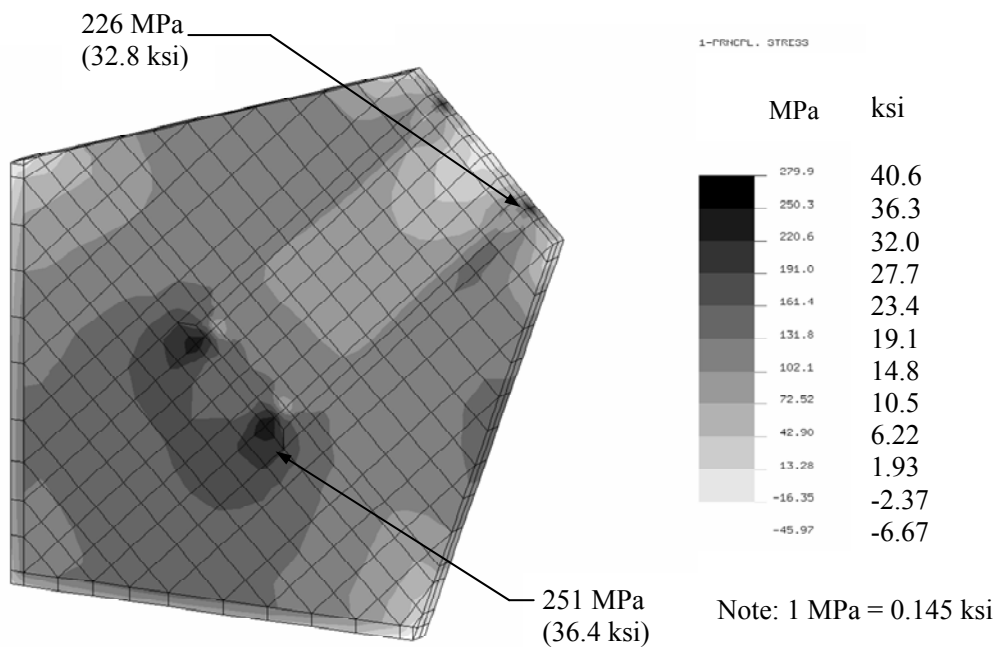 226 MPa
(32.8 ksi)
1-PRNCPL. STRESS
MPa ksi
279.9 40.6
250.3 36.3
220.6 32.0
191.0 27.7
161.4 23.4
131.8 19.1
102.1 14.8
72.52 10.5
42.90 6.22
13.28 1.93
-16.35 -2.37
-45.97 -6.67
251 MPa
(36.4 ksi)
Note: 1 MPa = 0.145 ksi